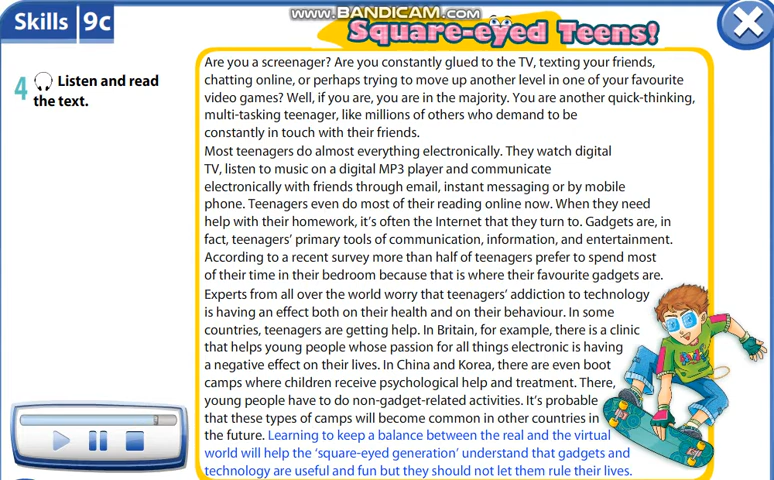 www.BANDICAM.com
Skills 9c
Square-eyed Teens!
4 Listen and read
the text.
Are you a screenager? Are you constantly glued to the TV, texting your friends,
chatting online, or perhaps trying to move up another level in one of your favourite
video games? Well, if you are, you are in the majority. You are another quick-thinking,
multi-tasking teenager, like millions of others who demand to be
constantly in touch with their friends.
Most teenagers do almost everything electronically. They watch digital
TV, listen to music on a digital MP3 player and communicate
electronically with friends through email, instant messaging or by mobile
phone. Teenagers even do most of their reading online now. When they need
help with their homework, it's often the Internet that they turn to. Gadgets are, in
fact, teenagers' primary tools of communication, information, and entertainment.
According to a recent survey more than half of teenagers prefer to spend most
of their time in their bedroom because that is where their favourite gadgets are.
Experts from all over the world worry that teenagers' addiction to technology
is having an effect both on their health and on their behaviour. In some
countries, teenagers are getting help. In Britain, for example, there is a clinic
that helps young people whose passion for all things electronic is having
a negative effect on their lives. In China and Korea, there are even boot
camps where children receive psychological help and treatment. There,
young people have to do non-gadget-related activities. It's probable
that these types of camps will become common in other countries in
the future. Learning to keep a balance between the real and the virtual
world will help the 'square-eyed generation' understand that gadgets and
technology are useful and fun but they should not let them rule their lives.